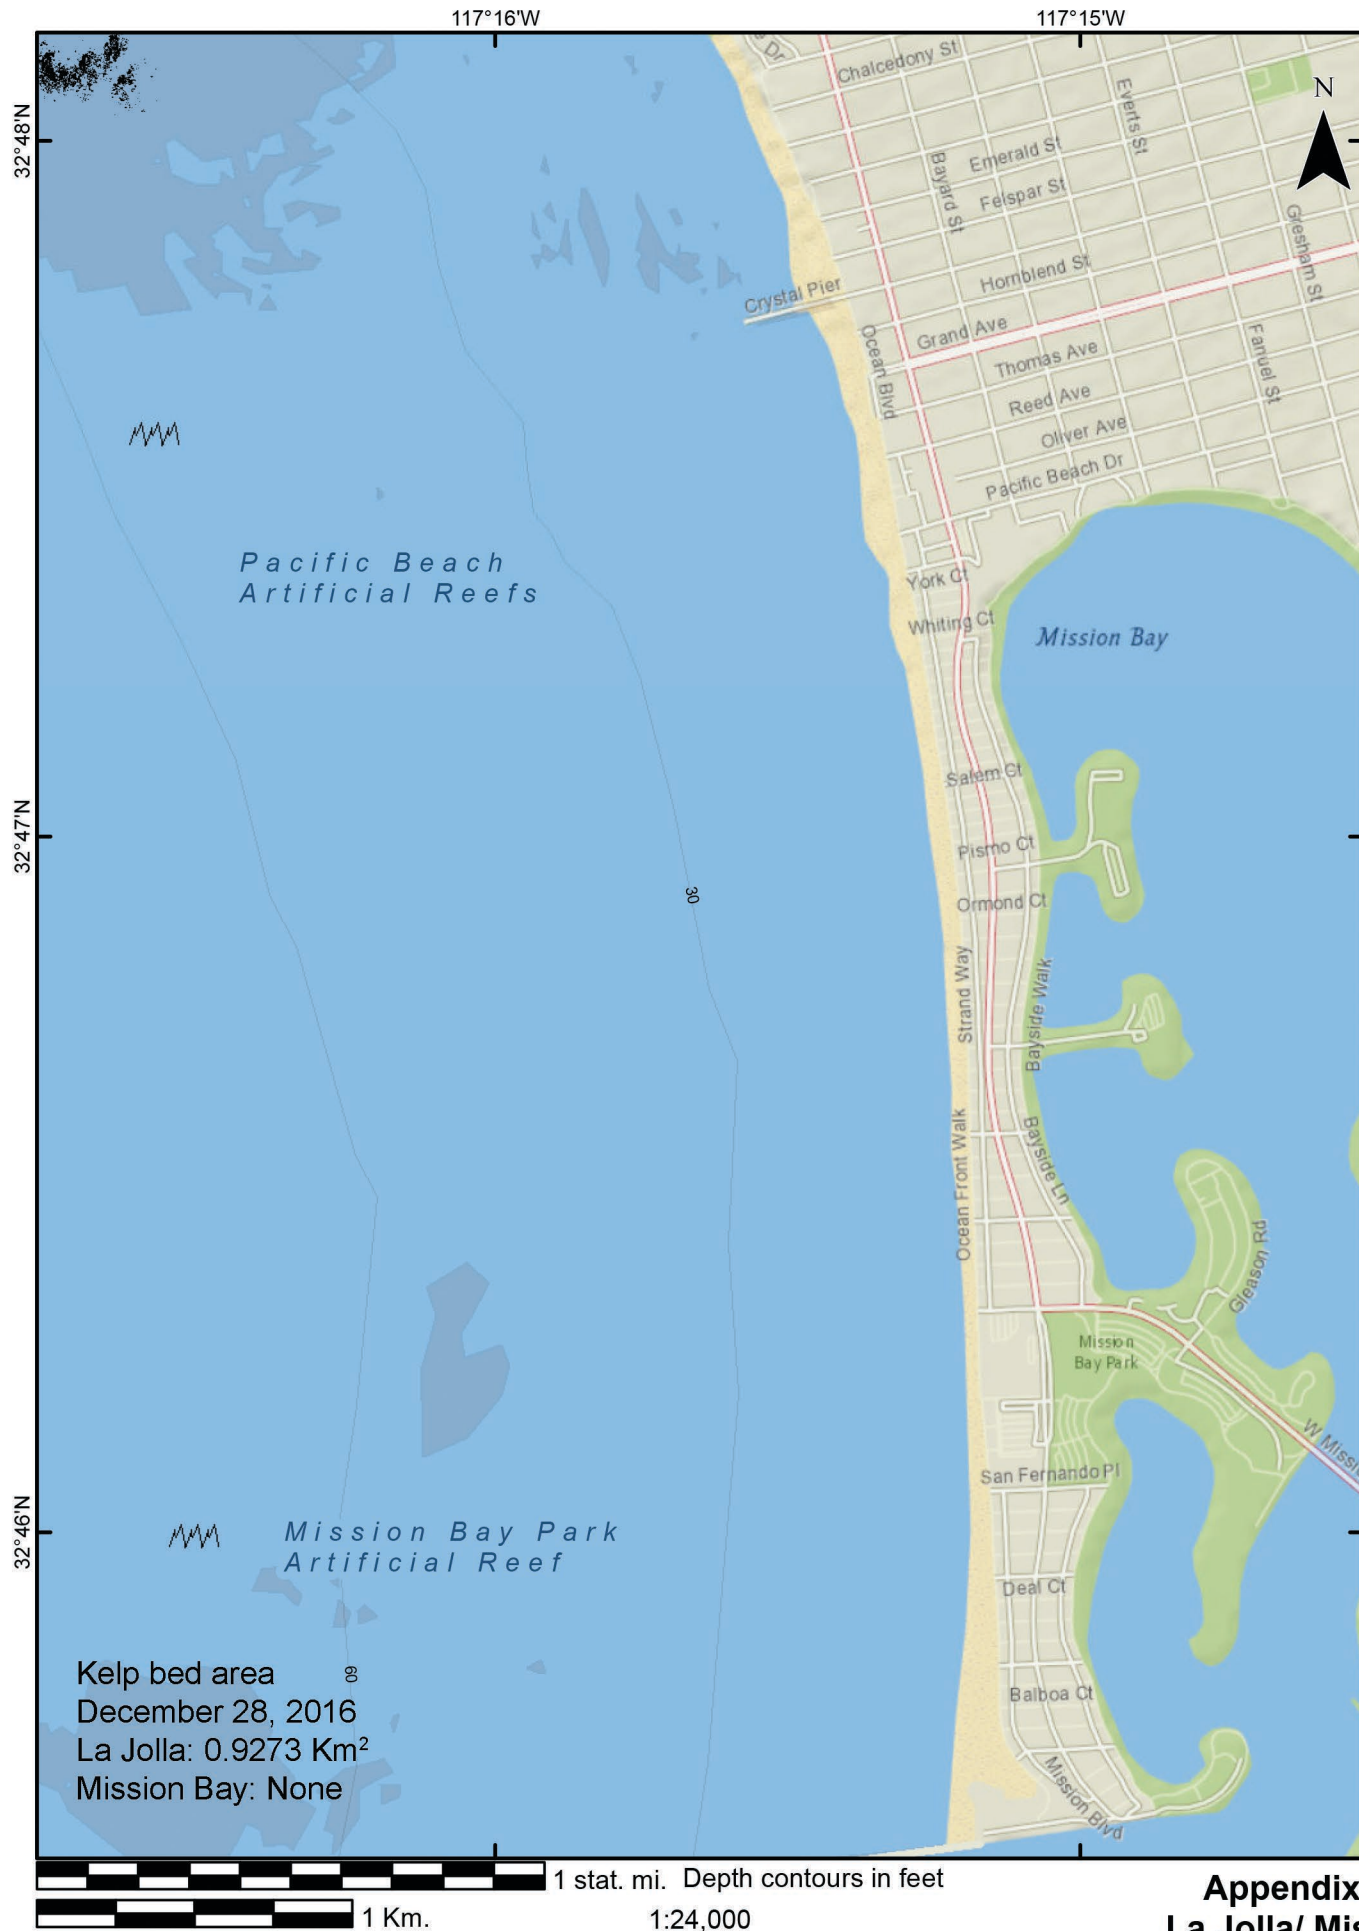 117°16'W
117°15'W
32°48'N
32°47'N
32°46'N
N
Chalcedony St
Everts St
Emerald St
Bayard St
Felspar St
Gresham St
Hornblend St
Crystal Pier
Grand Ave
Ocean Blvd
Thomas Ave
Fanuel St
Reed Ave
Oliver Ave
Pacific Beach Dr
Pacific Beach
Artificial Reefs
York Ct
Whiting Ct
Mission Bay
Salem Ct
Pismo Ct
30
Ormond Ct
Strand Way
Bayside Walk
Ocean Front Walk
Bayside Ln
Gleason Rd
Mission
Bay Park
W Missi
San Fernando Pl
Mission Bay Park
Artificial Reef
Deal Ct
60
Balboa Ct
Mission Blvd
Kelp bed area
December 28, 2016
La Jolla: 0.9273 Km²
Mission Bay: None
1 stat. mi. Depth contours in feet
1 Km.
1:24,000
Appendix
La Jolla/ Mis